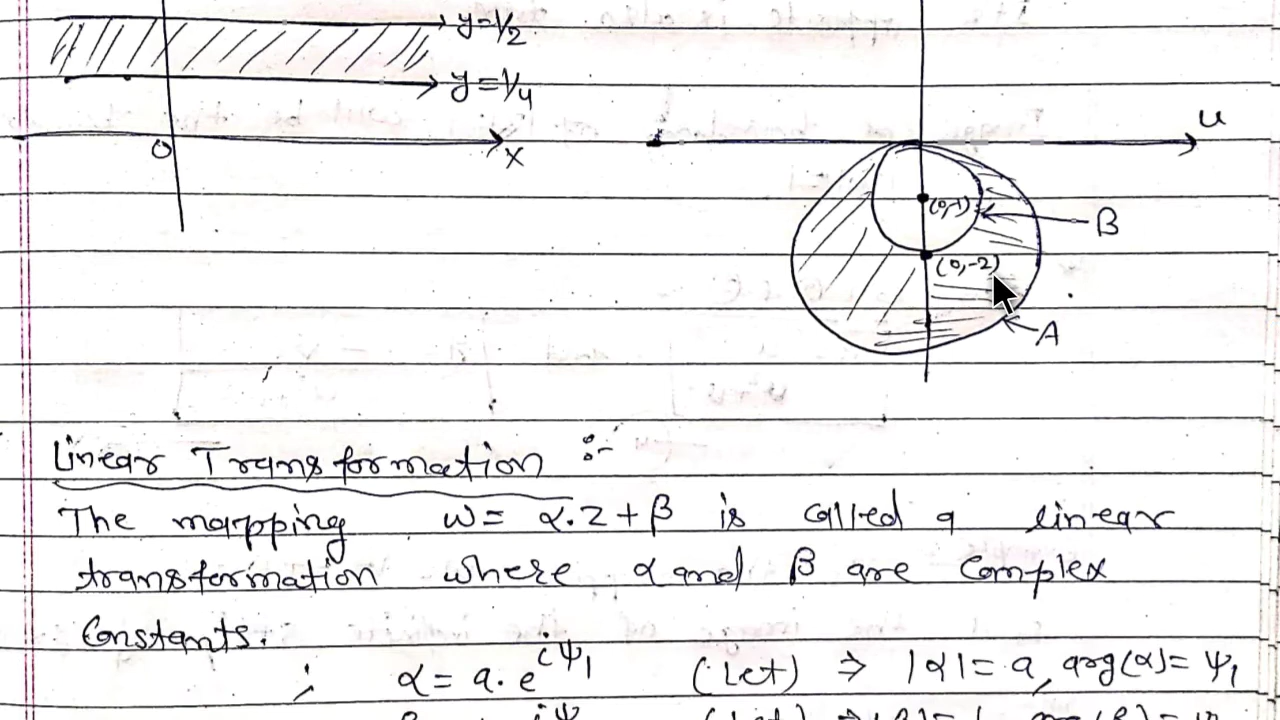 y=1/2
y=1/4
O
x
u
(0,-1)
B
(0,-2)
A
Linear Transformation :-
The mapping w = α.z + β is called a linear
transformation where α and β are complex
Constants.
α = a. e^{iψ₁} (Let) ⇒ |α| = a, arg(α) = ψ₁